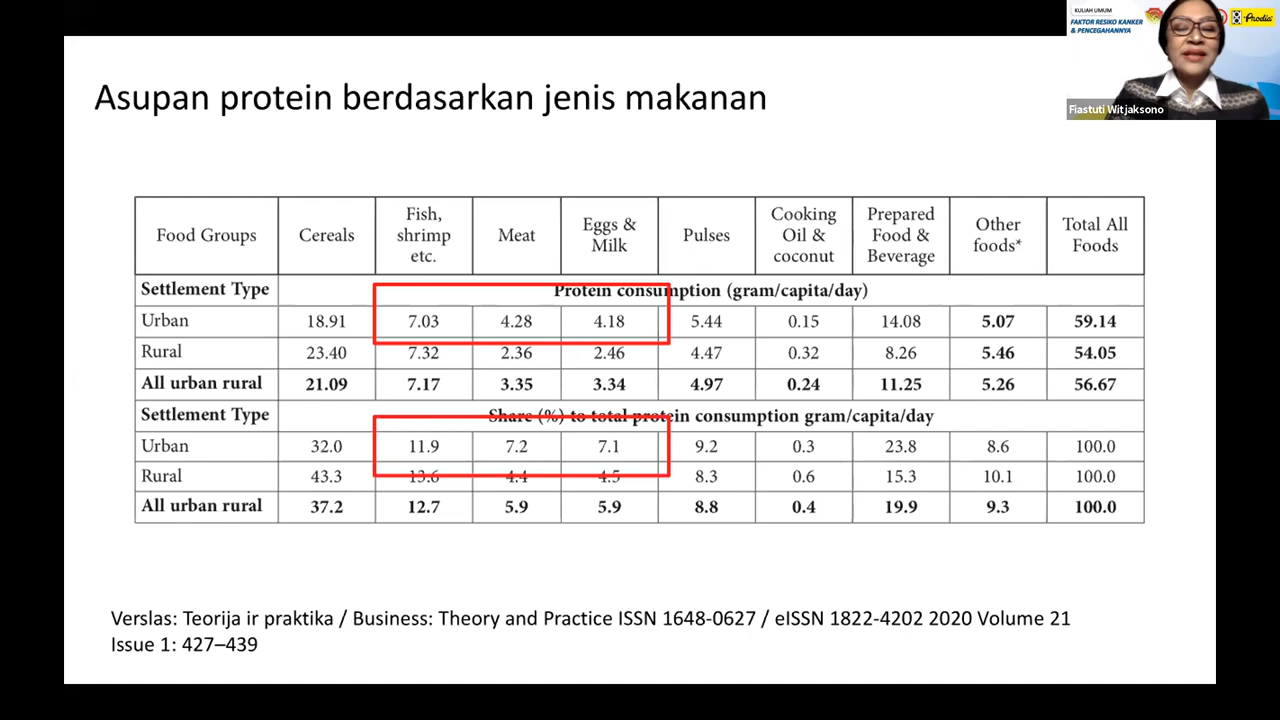 KULIAH UMUM
FAKTOR RESIKO KANKER
& PENCEGAHANNYA
Prodia
Fiastuti Witjaksono
Asupan protein berdasarkan jenis makanan
Food Groups Cereals Fish, shrimp etc. Meat Eggs & Milk Pulses Cooking Oil & coconut Prepared Food & Beverage Other foods* Total All Foods
Settlement Type Protein consumption (gram/capita/day)
Urban 18.91 7.03 4.28 4.18 5.44 0.15 14.08 5.07 59.14
Rural 23.40 7.32 2.36 2.46 4.47 0.32 8.26 5.46 54.05
All urban rural 21.09 7.17 3.35 3.34 4.97 0.24 11.25 5.26 56.67
Settlement Type Share (%) to total protein consumption gram/capita/day
Urban 32.0 11.9 7.2 7.1 9.2 0.3 23.8 8.6 100.0
Rural 43.3 13.6 4.4 4.5 8.3 0.6 15.3 10.1 100.0
All urban rural 37.2 12.7 5.9 5.9 8.8 0.4 19.9 9.3 100.0
Verslas: Teorija ir praktika / Business: Theory and Practice ISSN 1648-0627 / eISSN 1822-4202 2020 Volume 21
Issue 1: 427–439